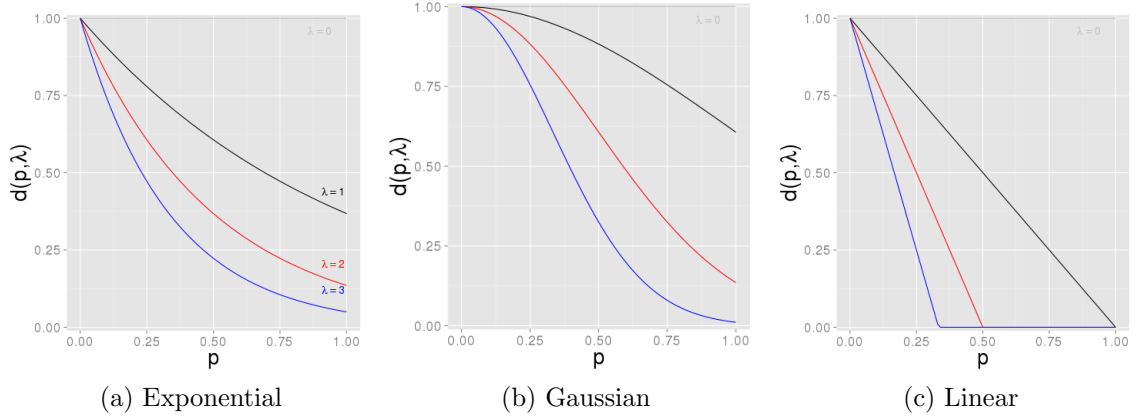 1.00
0.75
0.50
0.25
0.00
d(p,λ)
λ = 0
λ = 1
λ = 2
λ = 3
0.00 0.25 0.50 0.75 1.00
p
(a) Exponential
1.00
0.75
0.50
0.25
0.00
d(p,λ)
λ = 0
0.00 0.25 0.50 0.75 1.00
p
(b) Gaussian
1.00
0.75
0.50
0.25
0.00
d(p,λ)
λ = 0
0.00 0.25 0.50 0.75 1.00
p
(c) Linear